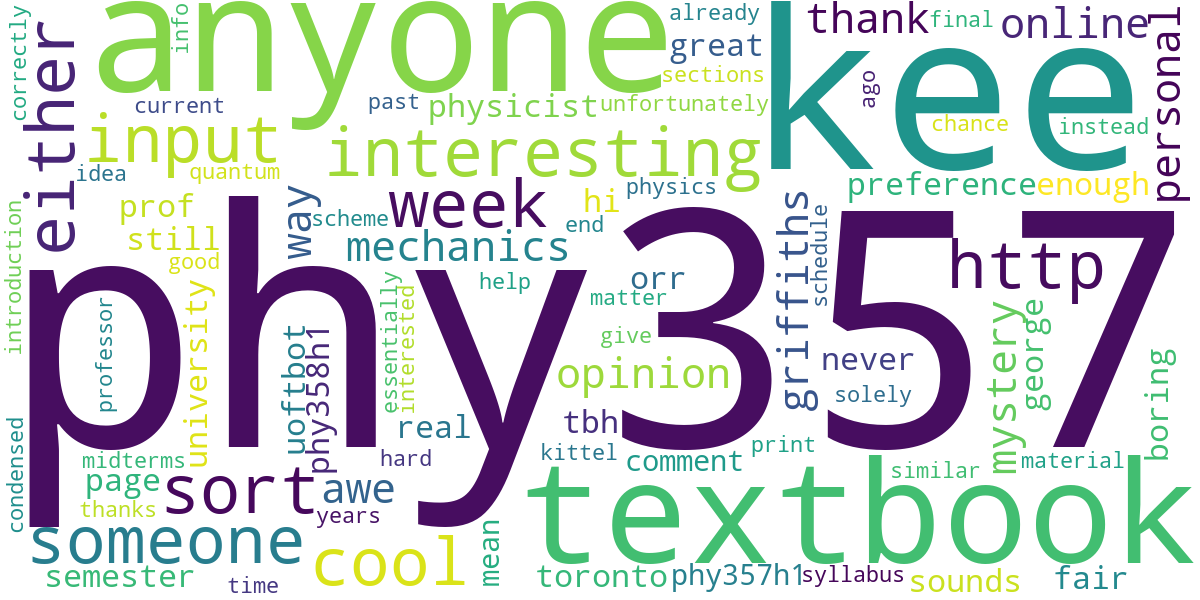 anyone
kee
phy357
textbook
correctly
info
either
input
current
idea
quantum
past
physicist
unfortunately
interesting
already
great
sections
thank
final
online
personal
ago
chance
instead
preference
enough
prof
still
good
way
scheme
week
mechanics
end
hi
physics
orr
help
matter
give
griffiths
schedule
http
never
solely
mystery
george
boring
introduction
professor
university
uoftbot
phy358h1
essentially
interested
real
opinion
tbh
hard
kittel
comment
print
similar
material
condensed
midterms
page
thanks
sort
awe
years
someone
semester
time
cool
mean
toronto
phy357h1
syllabus
sounds
fair